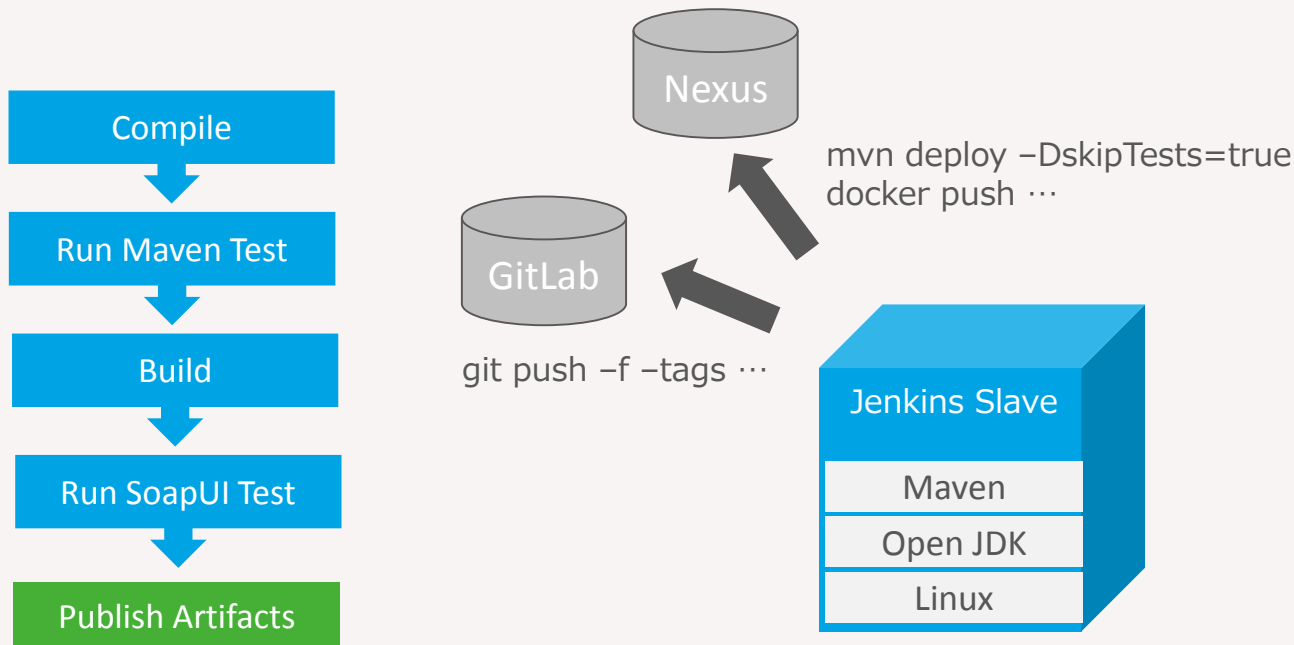 Compile
Run Maven Test
Build
Run SoapUI Test
Publish Artifacts
Nexus
mvn deploy –DskipTests=true
docker push …
GitLab
git push –f –tags …
Jenkins Slave
Maven
Open JDK
Linux